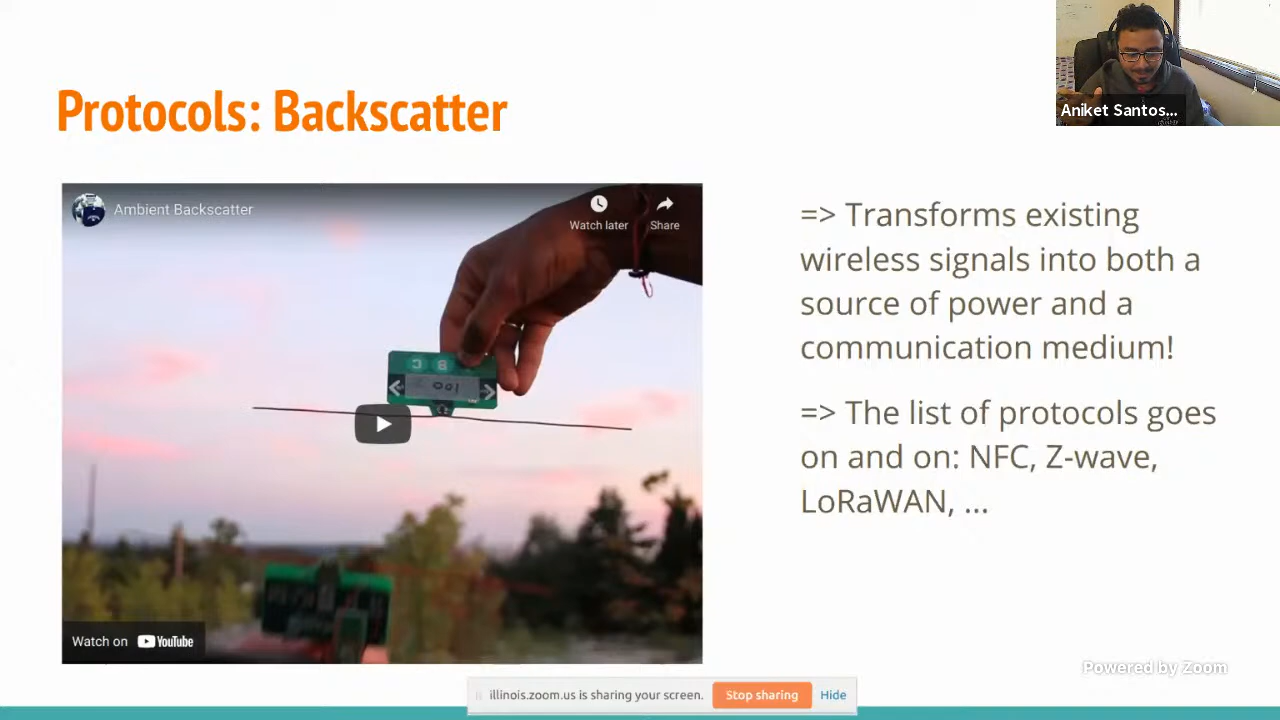 Aniket Santos...
Protocols: Backscatter
Ambient Backscatter
Watch later
Share
C B
001
Watch on YouTube
=> Transforms existing
wireless signals into both a
source of power and a
communication medium!
=> The list of protocols goes
on and on: NFC, Z-wave,
LoRaWAN, ...
Powered by Zoom
illinois.zoom.us is sharing your screen.
Stop sharing
Hide